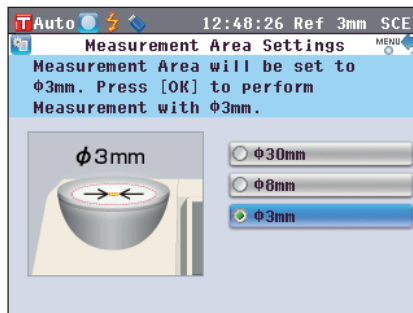 T Auto 12:48:26 Ref 3mm SCE
Measurement Area Settings MENU
Measurement Area will be set to
Φ3mm. Press [OK] to perform
Measurement with Φ3mm.
ϕ3mm
Φ30mm
Φ8mm
Φ3mm